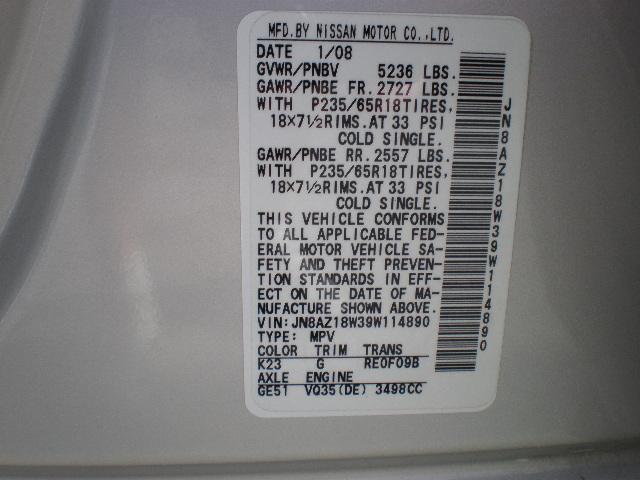 MFD.BY NISSAN MOTOR CO.,LTD.
DATE 1/08
GVWR/PNBV 5236 LBS.
GAWR/PNBE FR. 2727 LBS.
WITH P235/65R18TIRES,
18×7½RIMS.AT 33 PSI
COLD SINGLE.
GAWR/PNBE RR. 2557 LBS.
WITH P235/65R18TIRES,
18×7½RIMS.AT 33 PSI
COLD SINGLE.
THIS VEHICLE CONFORMS
TO ALL APPLICABLE FED-
ERAL MOTOR VEHICLE SA-
FETY AND THEFT PREVEN-
TION STANDARDS IN EFF-
ECT ON THE DATE OF MA-
NUFACTURE SHOWN ABOVE.
VIN:JN8AZ18W39W114890
TYPE: MPV
COLOR TRIM TRANS
K23 G RE0F09B
AXLE ENGINE
GE51 VQ35(DE) 3498CC
JN8AZ18W39W114890